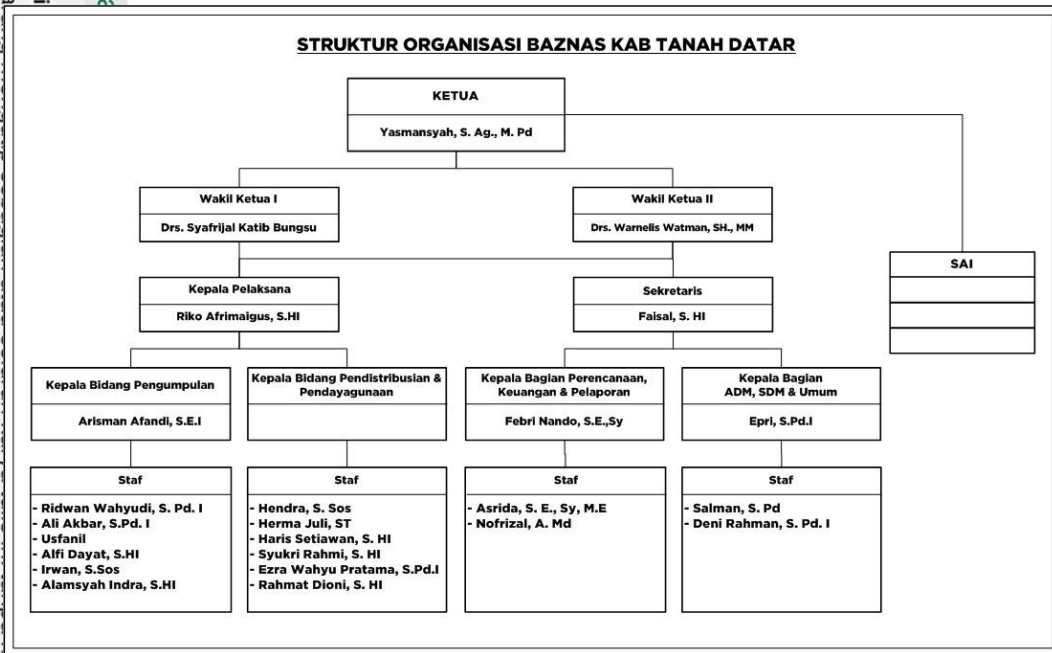 STRUKTUR ORGANISASI BAZNAS KAB TANAH DATAR
KETUA
Yasmansyah, S. Ag., M. Pd
Wakil Ketua I
Drs. Syafrijal Katib Bungsu
Wakil Ketua II
Drs. Warnelis Watman, SH., MM
SAI
Kepala Pelaksana
Riko Afrimaigus, S.HI
Sekretaris
Faisal, S. HI
Kepala Bidang Pengumpulan
Arisman Afandi, S.E.I
Kepala Bidang Pendistribusian &
Pendayagunaan
Kepala Bagian Perencanaan,
Keuangan & Pelaporan
Febri Nando, S.E.,Sy
Kepala Bagian
ADM, SDM & Umum
Epri, S.Pd.I
Staf
- Ridwan Wahyudi, S. Pd. I
- Ali Akbar, S.Pd. I
- Usfanil
- Alfi Dayat, S.HI
- Irwan, S.Sos
- Alamsyah Indra, S.HI
Staf
- Hendra, S. Sos
- Herma Juli, ST
- Haris Setiawan, S. HI
- Syukri Rahmi, S. HI
- Ezra Wahyu Pratama, S.Pd.I
- Rahmat Dioni, S. HI
Staf
- Asrida, S. E., Sy, M.E
- Nofrizal, A. Md
Staf
- Salman, S. Pd
- Deni Rahman, S. Pd. I